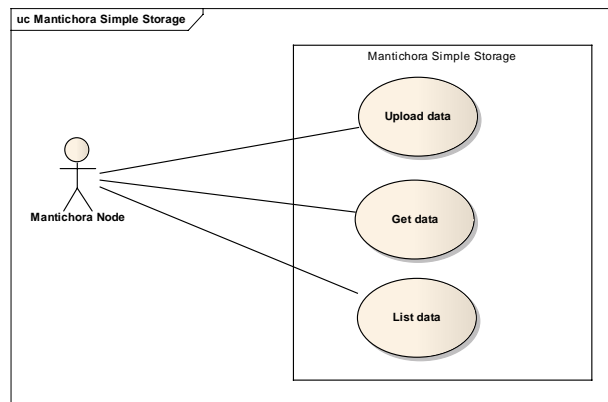 uc Mantichora Simple Storage
Mantichora Simple Storage
Upload data
Mantichora Node
Get data
List data